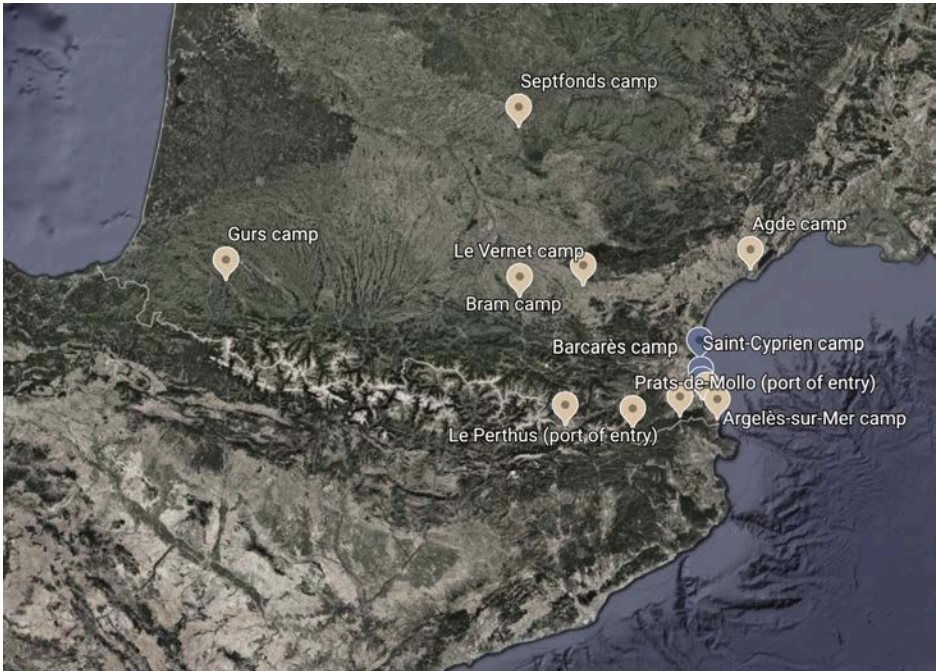 Septfonds camp
Agde camp
Gurs camp
Le Vernet camp
Bram camp
Barcarès camp
Saint-Cyprien camp
Prats-de-Mollo (port of entry)
Argelès-sur-Mer camp
Le Perthus (port of entry)